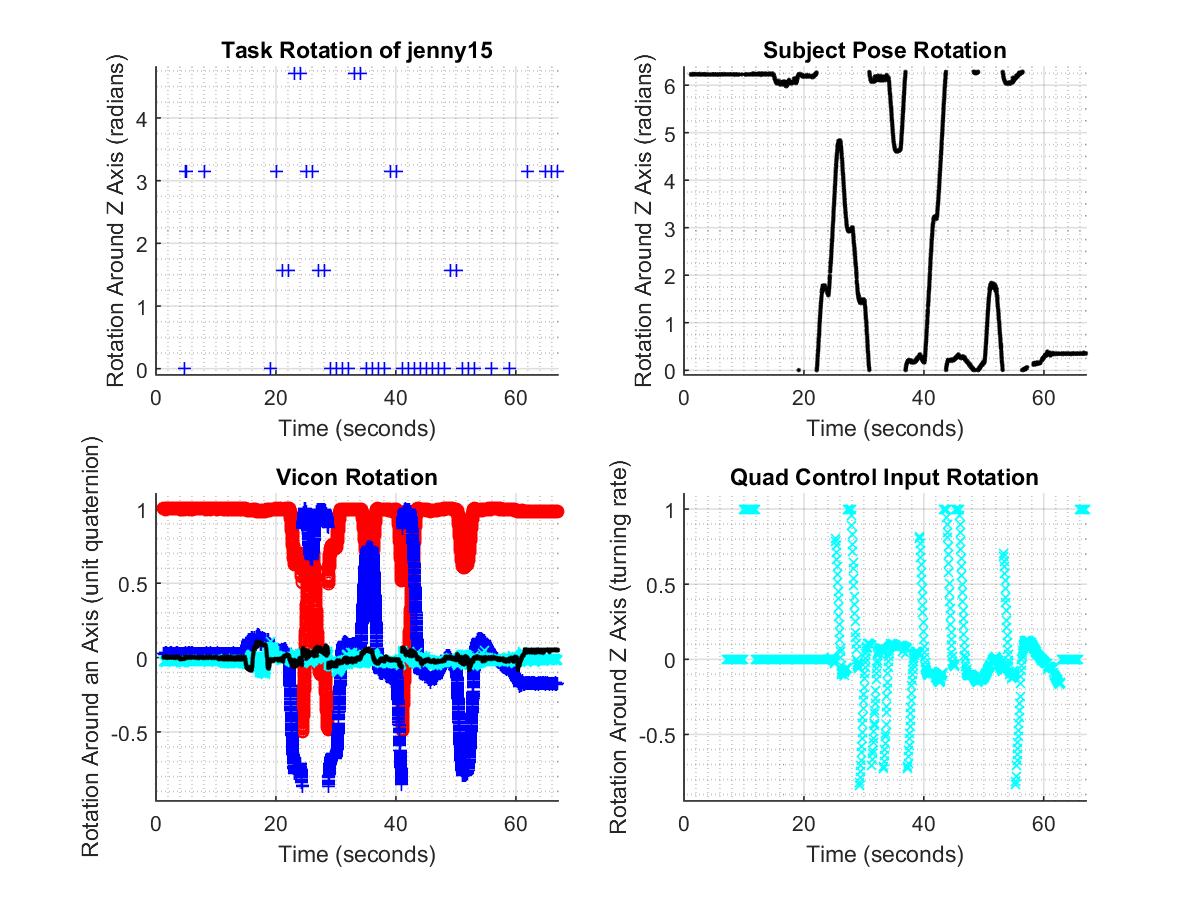 Task Rotation of jenny15
Rotation Around Z Axis (radians)
4
3
2
1
0
0 20 40 60
Time (seconds)
Subject Pose Rotation
Rotation Around Z Axis (radians)
6
5
4
3
2
1
0
0 20 40 60
Time (seconds)
Vicon Rotation
Rotation Around an Axis (unit quaternion)
1
0.5
0
-0.5
0 20 40 60
Time (seconds)
Quad Control Input Rotation
Rotation Around Z Axis (turning rate)
1
0.5
0
-0.5
0 20 40 60
Time (seconds)